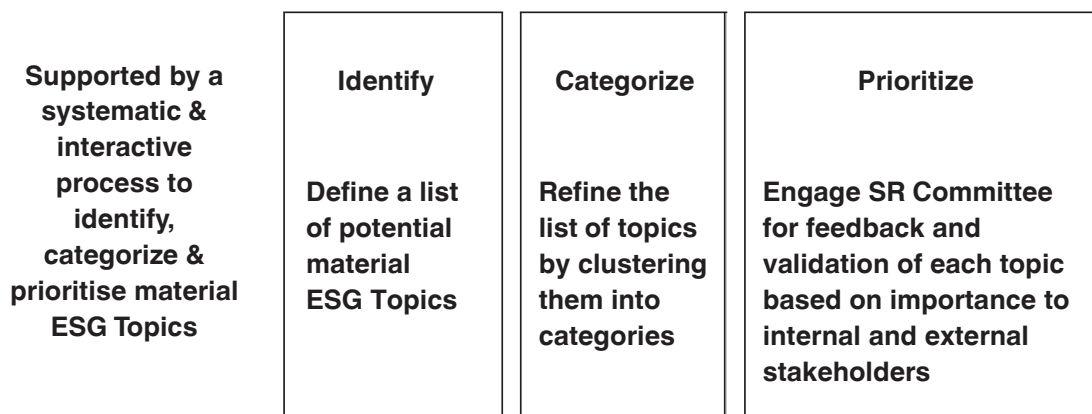 Supported by a
systematic &
interactive
process to
identify,
categorize &
prioritise material
ESG Topics
Identify
Define a list
of potential
material
ESG Topics
Categorize
Refine the
list of topics
by clustering
them into
categories
Prioritize
Engage SR Committee
for feedback and
validation of each topic
based on importance to
internal and external
stakeholders